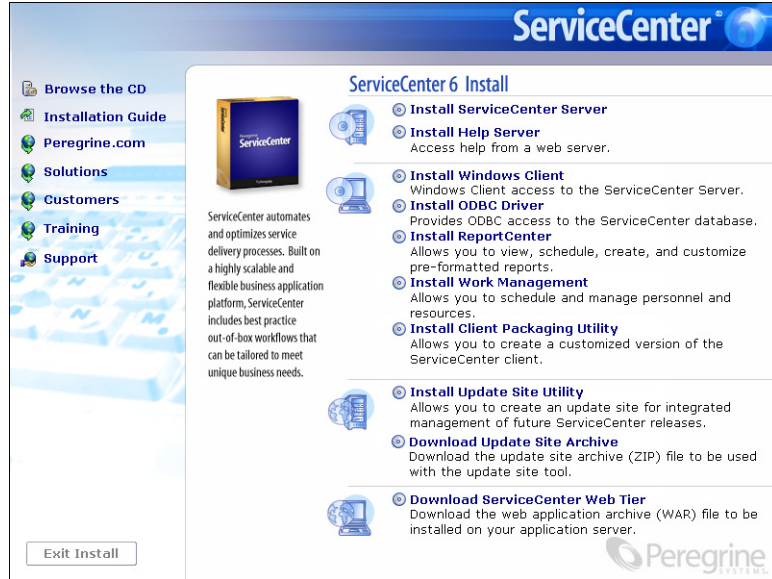 ServiceCenter®
Browse the CD
Installation Guide
Peregrine.com
Solutions
Customers
Training
Support
Exit Install
Peregrine
ServiceCenter
ServiceCenter automates
and optimizes service
delivery processes. Built on
a highly scalable and
flexible business application
platform, ServiceCenter
includes best practice
out-of-box workflows that
can be tailored to meet
unique business needs.
ServiceCenter 6 Install
Install ServiceCenter Server
Install Help Server
Access help from a web server.
Install Windows Client
Windows Client access to the ServiceCenter Server.
Install ODBC Driver
Provides ODBC access to the ServiceCenter database.
Install ReportCenter
Allows you to view, schedule, create, and customize
pre-formatted reports.
Install Work Management
Allows you to schedule and manage personnel and
resources.
Install Client Packaging Utility
Allows you to create a customized version of the
ServiceCenter client.
Install Update Site Utility
Allows you to create an update site for integrated
management of future ServiceCenter releases.
Download Update Site Archive
Download the update site archive (ZIP) file to be used
with the update site tool.
Download ServiceCenter Web Tier
Download the web application archive (WAR) file to be
installed on your application server.
Peregrine
SYSTEMS